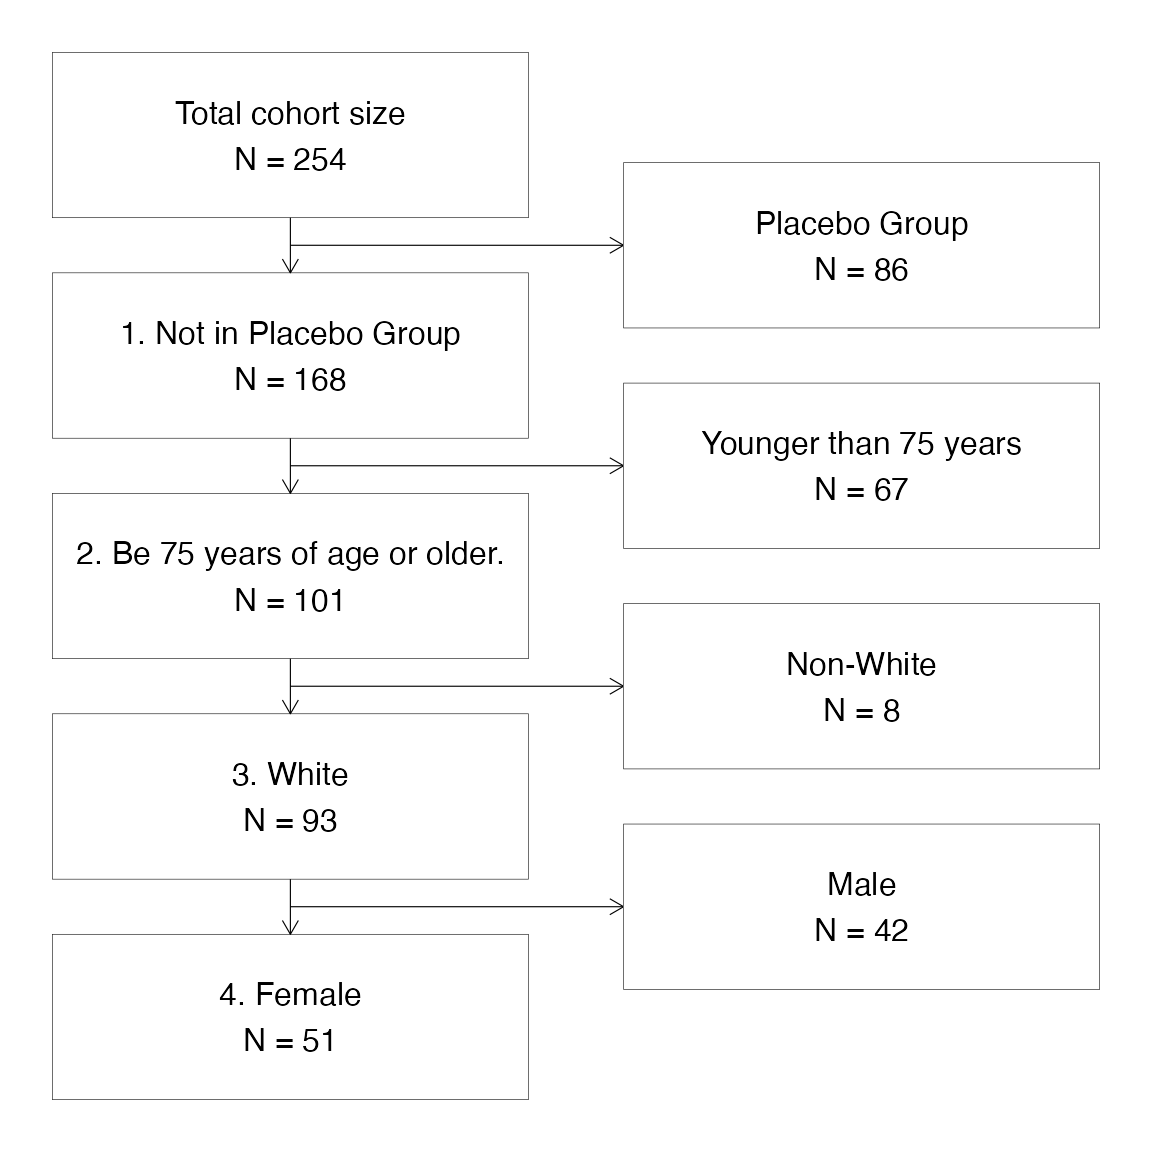 Total cohort size
N = 254
Placebo Group
N = 86
1. Not in Placebo Group
N = 168
Younger than 75 years
N = 67
2. Be 75 years of age or older.
N = 101
Non-White
N = 8
3. White
N = 93
Male
N = 42
4. Female
N = 51